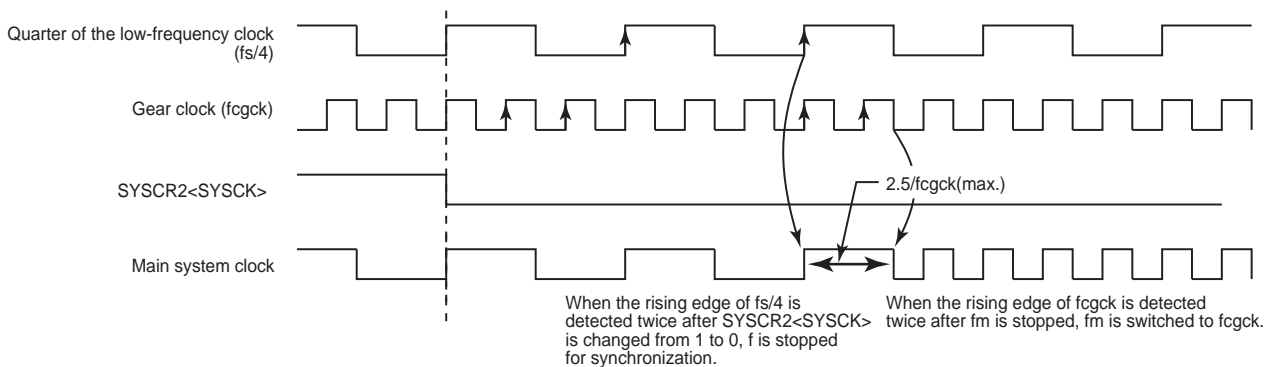 Quarter of the low-frequency clock
(fs/4)
Gear clock (fcgck)
SYSCR2<SYSCK>
2.5/fcgck(max.)
Main system clock
When the rising edge of fs/4 is
detected twice after SYSCR2<SYSCK>
is changed from 1 to 0, f is stopped
for synchronization.
When the rising edge of fcgck is detected
twice after fm is stopped, fm is switched to fcgck.